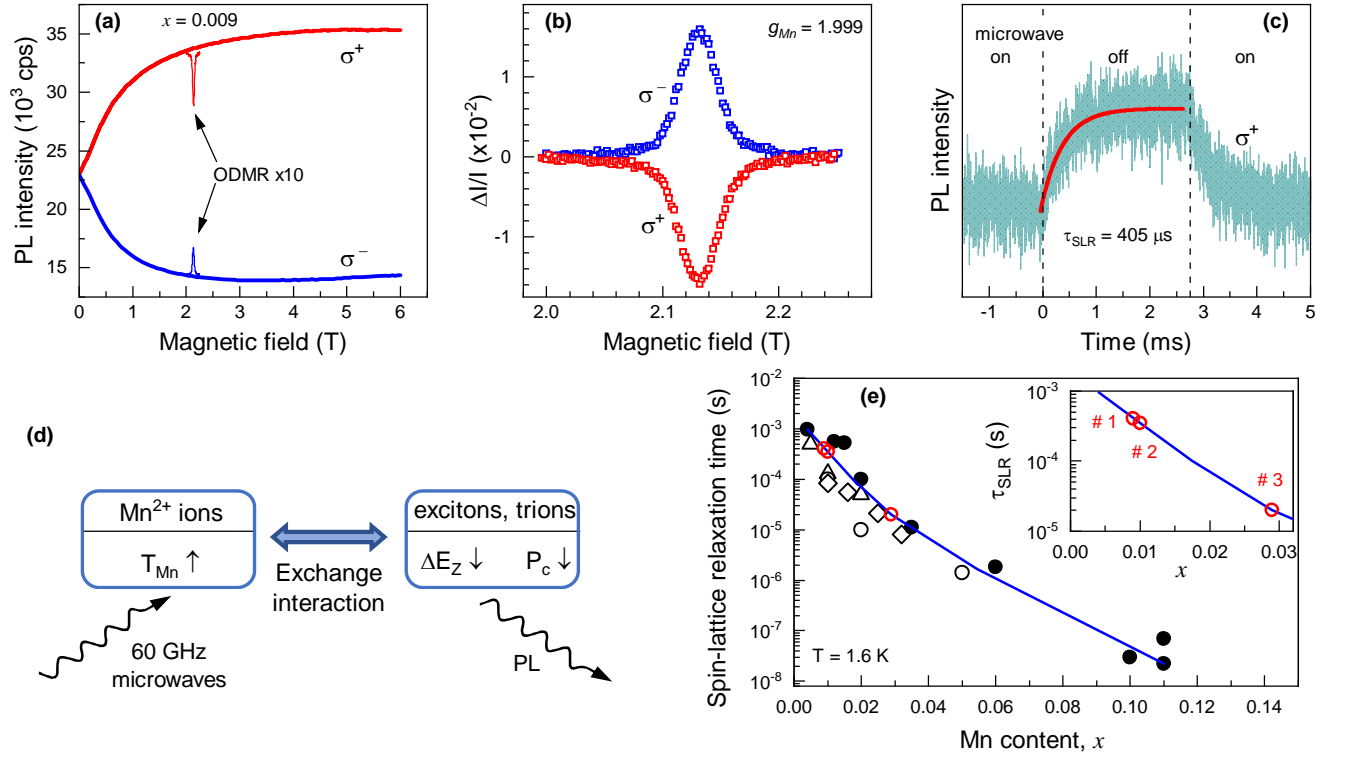 (a)
x = 0.009
σ+
ODMR x10
σ−
PL intensity (10³ cps)
35
30
25
20
15
0 1 2 3 4 5 6
Magnetic field (T)
(b)
gMn = 1.999
σ−
σ+
ΔI/I (x10-2)
1
0
-1
2.0 2.1 2.2
Magnetic field (T)
(c)
microwave
on off on
σ+
τSLR = 405 μs
PL intensity
-1 0 1 2 3 4 5
Time (ms)
(d)
Mn2+ ions
TMn ↑
Exchange
interaction
excitons, trions
ΔEZ ↓ Pc ↓
60 GHz
microwaves
PL
(e)
Spin-lattice relaxation time (s)
10-2
10-3
10-4
10-5
10-6
10-7
10-8
T = 1.6 K
0.00 0.02 0.04 0.06 0.08 0.10 0.12 0.14
Mn content, x
τSLR (s)
10-3
10-4
10-5
# 1
# 2
# 3
0.00 0.01 0.02 0.03
x